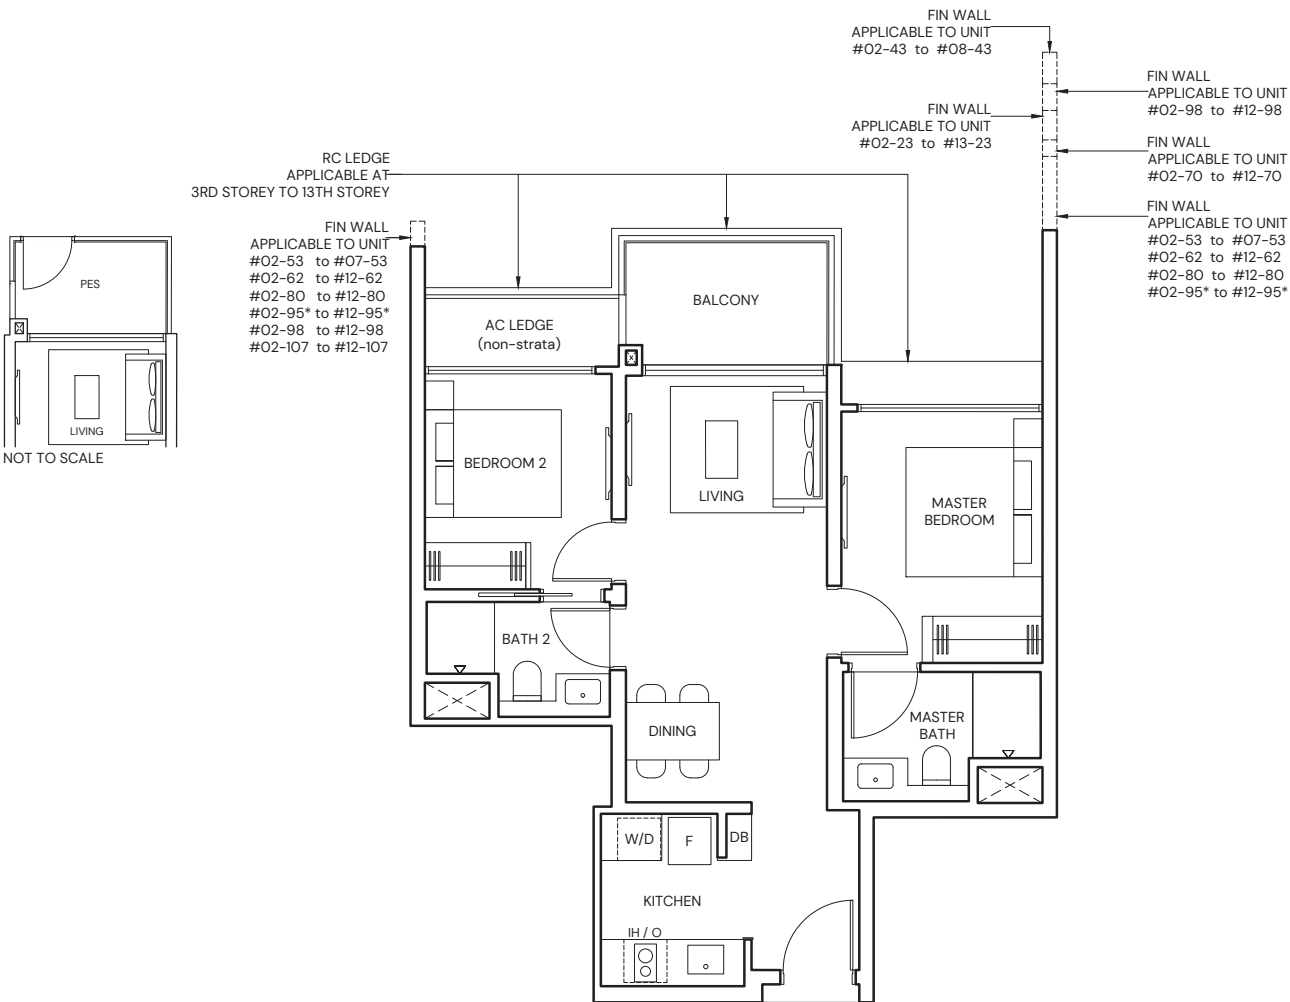 FIN WALL
APPLICABLE TO UNIT
#02-43 to #08-43
FIN WALL
APPLICABLE TO UNIT
#02-98 to #12-98
FIN WALL
APPLICABLE TO UNIT
#02-23 to #13-23
FIN WALL
APPLICABLE TO UNIT
#02-70 to #12-70
RC LEDGE
APPLICABLE AT
3RD STOREY TO 13TH STOREY
FIN WALL
APPLICABLE TO UNIT
#02-53 to #07-53
#02-62 to #12-62
#02-80 to #12-80
#02-95* to #12-95*
FIN WALL
APPLICABLE TO UNIT
#02-53 to #07-53
#02-62 to #12-62
#02-80 to #12-80
#02-95* to #12-95*
#02-98 to #12-98
#02-107 to #12-107
PES
LIVING
NOT TO SCALE
BALCONY
AC LEDGE
(non-strata)
BEDROOM 2
LIVING
MASTER
BEDROOM
BATH 2
DINING
MASTER
BATH
W/D
F
DB
KITCHEN
IH / O